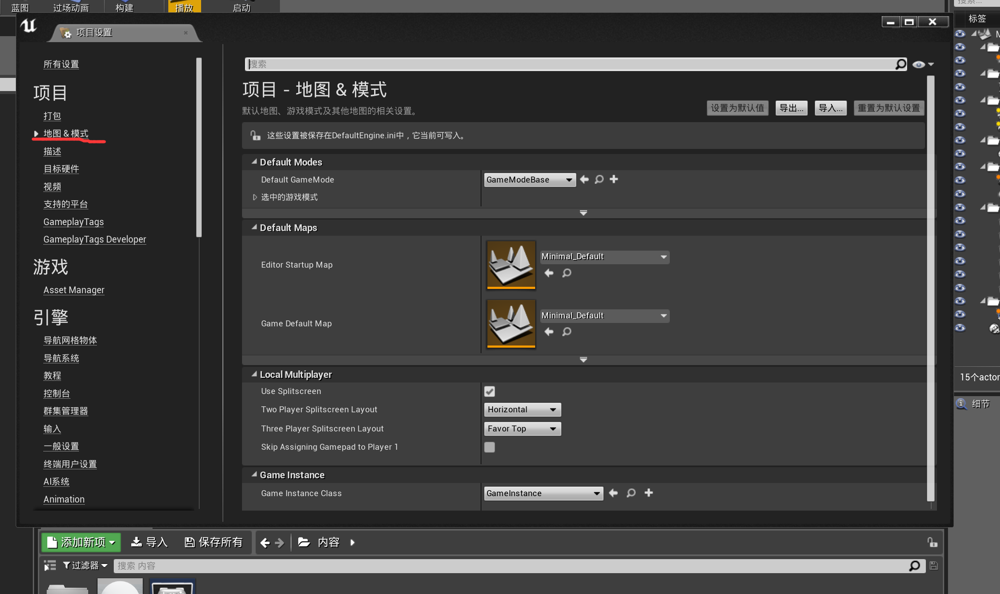 蓝图
过场动画
构建
播放
启动
搜索...
标签
项目设置
所有设置
项目
打包
地图 & 模式
描述
目标硬件
视频
支持的平台
GameplayTags
GameplayTags Developer
游戏
Asset Manager
引擎
导航网格物体
导航系统
教程
控制台
群集管理器
输入
一般设置
终端用户设置
AI系统
Animation
搜索
项目 - 地图 & 模式
默认地图、游戏模式及其他地图的相关设置。
设置为默认值
导出...
导入...
重置为默认设置
这些设置被保存在DefaultEngine.ini中，它当前可写入。
Default Modes
Default GameMode
GameModeBase
选中的游戏模式
Default Maps
Editor Startup Map
Minimal_Default
Game Default Map
Minimal_Default
Local Multiplayer
Use Splitscreen
Two Player Splitscreen Layout
Horizontal
Three Player Splitscreen Layout
Favor Top
Skip Assigning Gamepad to Player 1
Game Instance
Game Instance Class
GameInstance
15个actor
细节
添加新项
导入
保存所有
内容
过滤器
搜索 内容